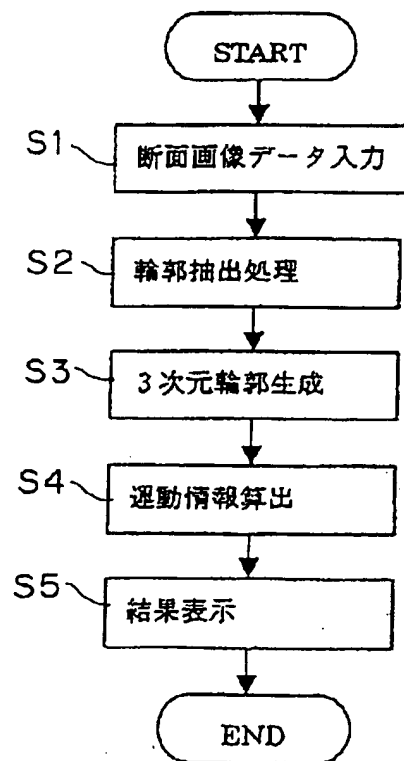 START
S1 断面画像データ入力
S2 輪郭抽出処理
S3 3次元輪郭生成
S4 運動情報算出
S5 結果表示
END